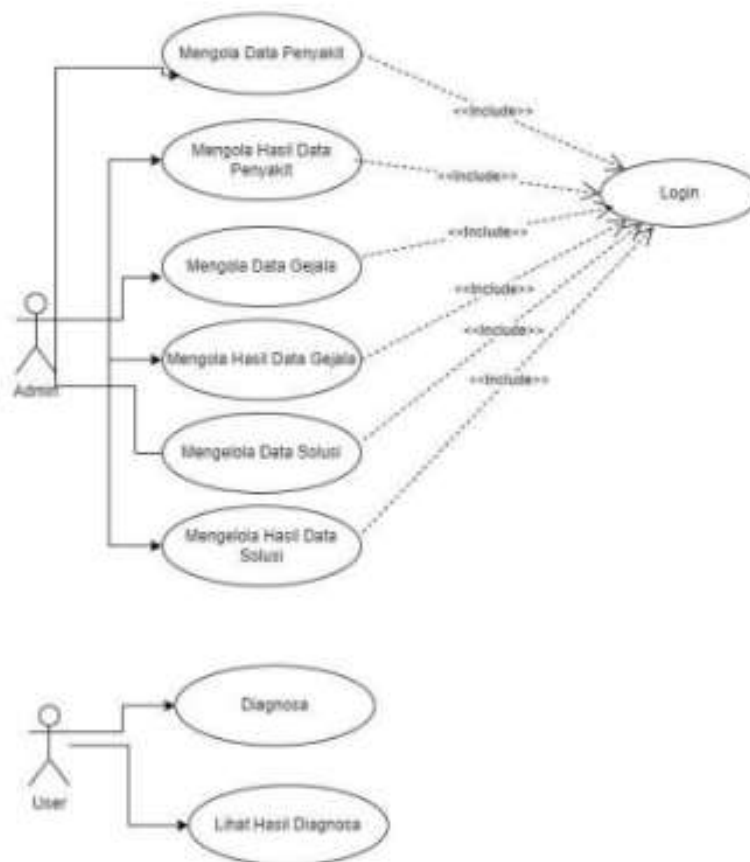 Mengola Data Penyakit
<<Include>>
Mengola Hasil Data
Penyakit
<<Include>>
Login
<<Include>>
Mengola Data Gejala
<<Include>>
Mengola Hasil Data Gejala
<<Include>>
Admin
<<Include>>
Mengelola Data Solusi
Mengelola Hasil Data
Solusi
Diagnosa
User
Lihat Hasil Diagnosa